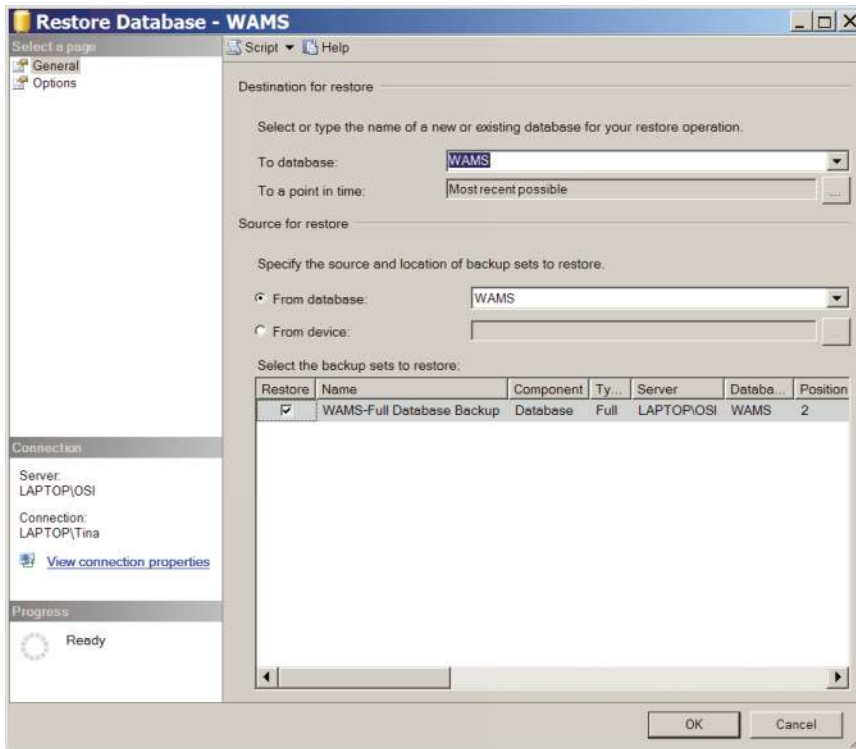 Restore Database - WAMS
Select a page
General
Options
Script Help
Destination for restore
Select or type the name of a new or existing database for your restore operation.
To database: WAMS
To a point in time: Most recent possible ...
Source for restore
Specify the source and location of backup sets to restore.
From database: WAMS
From device: ...
Select the backup sets to restore:
Restore Name Component Ty... Server Databa... Position
WAMS-Full Database Backup Database Full LAPTOP\OSI WAMS 2
Connection
Server:
LAPTOP\OSI
Connection:
LAPTOP\Tina
View connection properties
Progress
Ready
OK Cancel